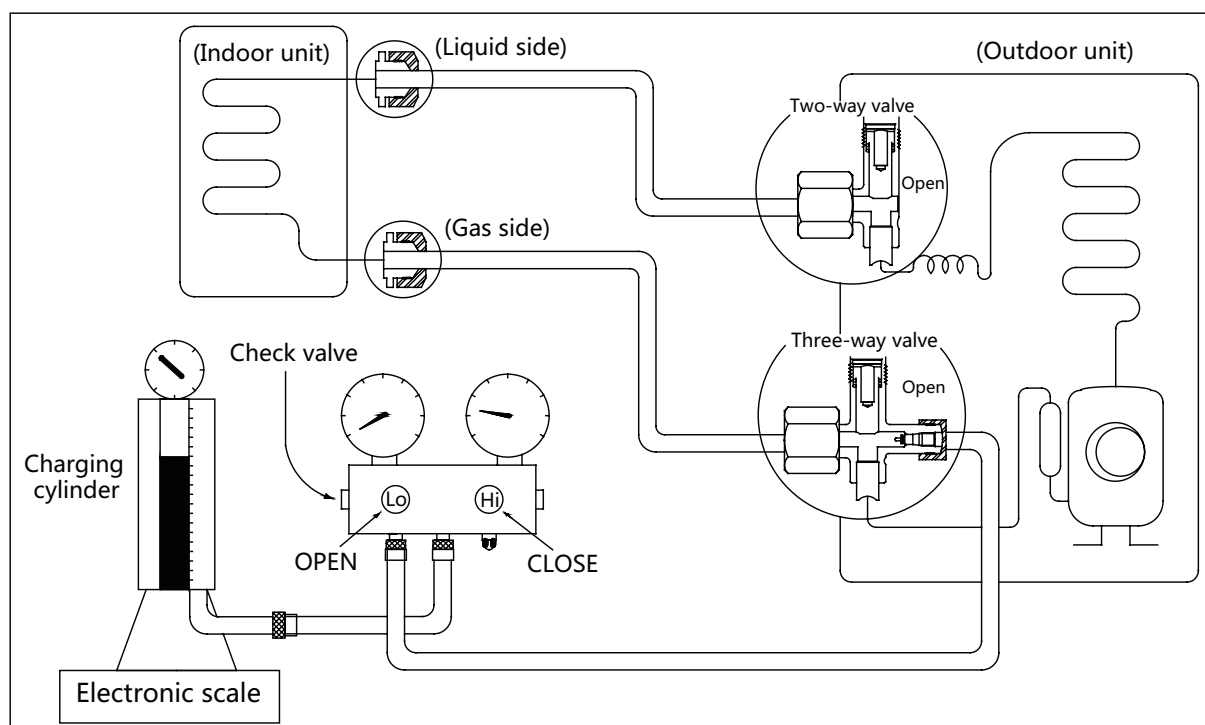 (Indoor unit)
(Liquid side)
(Outdoor unit)
Two-way valve
Open
(Gas side)
Three-way valve
Open
Check valve
Charging
cylinder
Lo
Hi
OPEN
CLOSE
Electronic scale